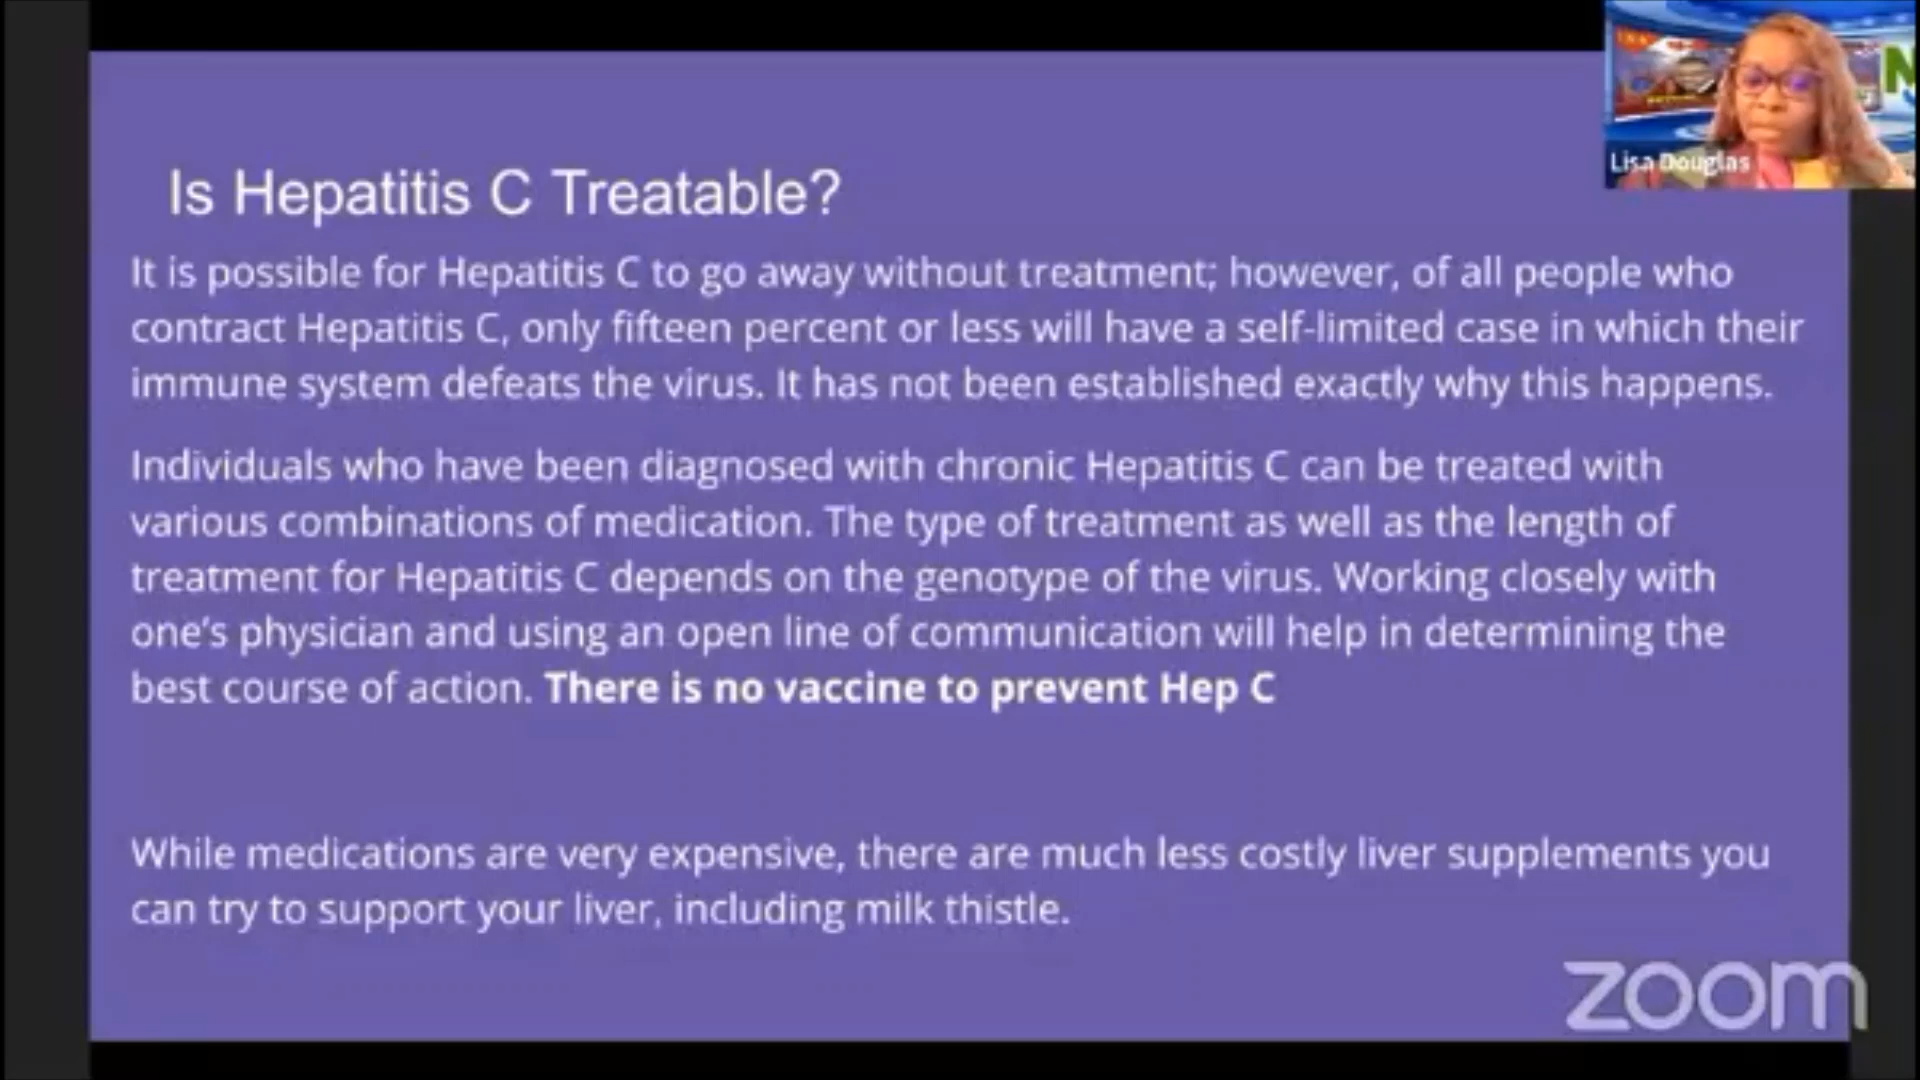 Is Hepatitis C Treatable?
It is possible for Hepatitis C to go away without treatment; however, of all people who
contract Hepatitis C, only fifteen percent or less will have a self-limited case in which their
immune system defeats the virus. It has not been established exactly why this happens.
Individuals who have been diagnosed with chronic Hepatitis C can be treated with
various combinations of medication. The type of treatment as well as the length of
treatment for Hepatitis C depends on the genotype of the virus. Working closely with
one's physician and using an open line of communication will help in determining the
best course of action. There is no vaccine to prevent Hep C
While medications are very expensive, there are much less costly liver supplements you
can try to support your liver, including milk thistle.
Lisa Douglas
zoom